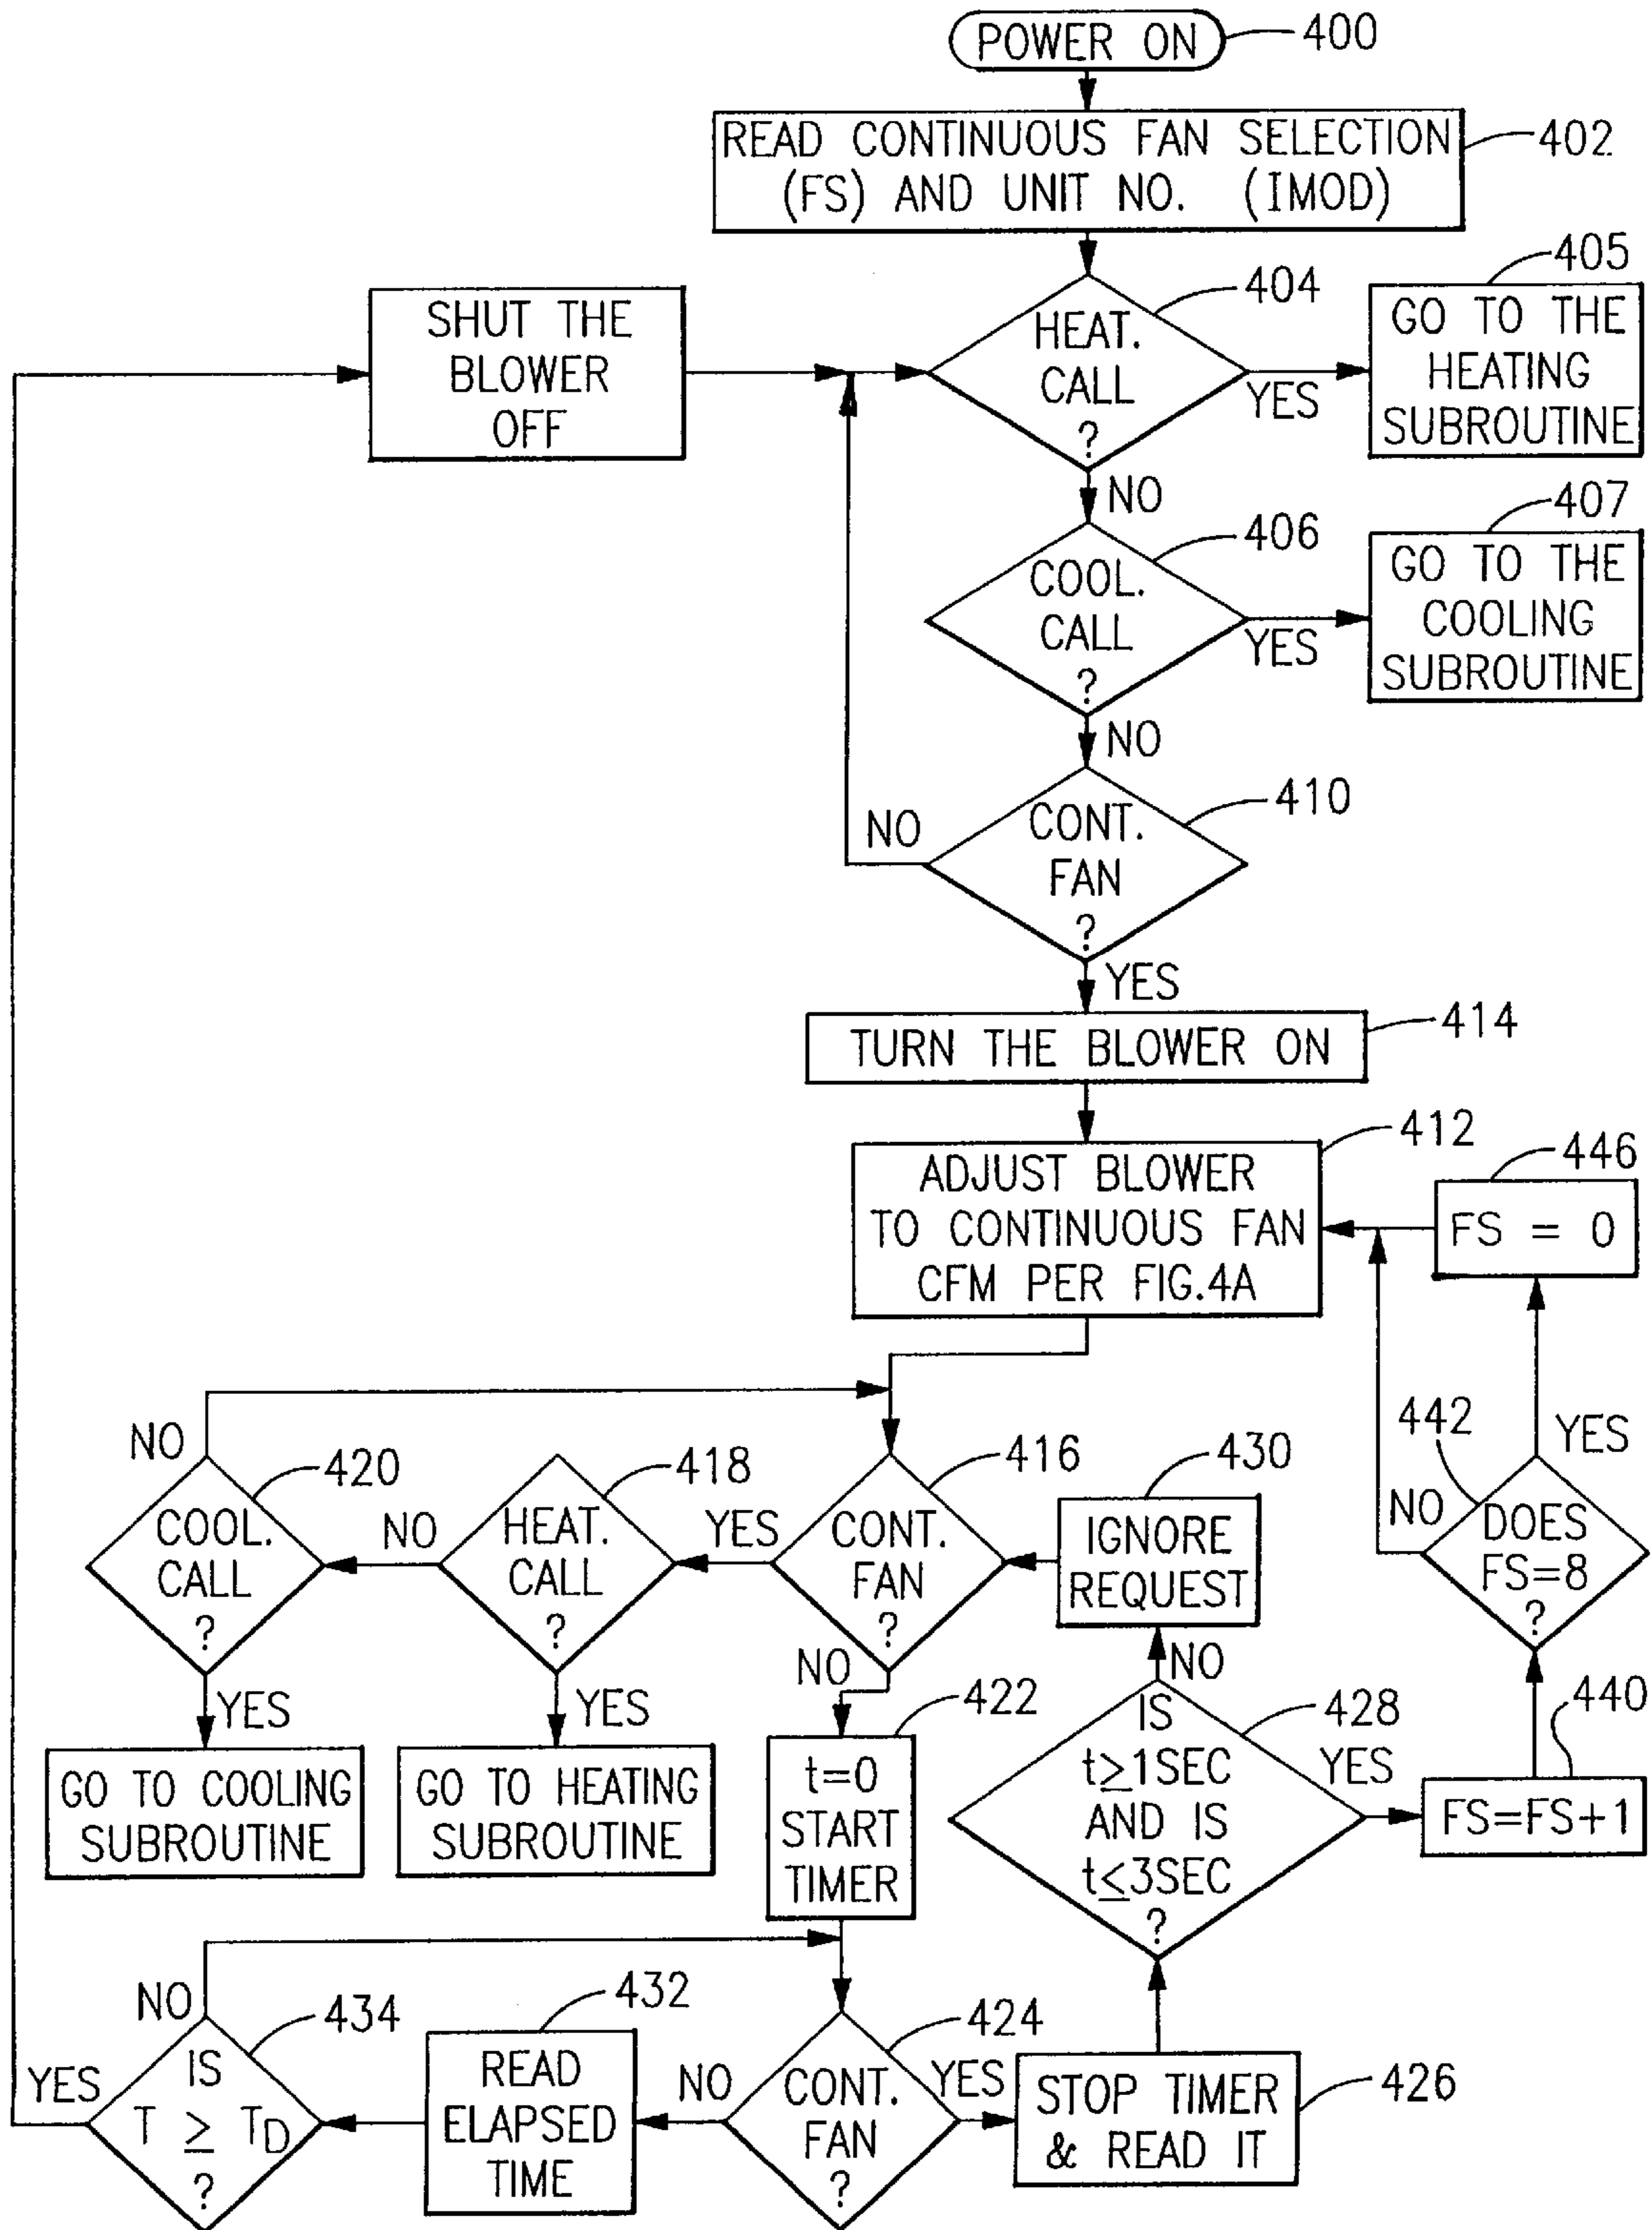 POWER ON
400
READ CONTINUOUS FAN SELECTION
(FS) AND UNIT NO. (IMOD)
402
SHUT THE
BLOWER
OFF
HEAT.
CALL
?
404
YES
405
GO TO THE
HEATING
SUBROUTINE
NO
COOL.
CALL
?
406
YES
407
GO TO THE
COOLING
SUBROUTINE
NO
CONT.
FAN
?
410
NO
YES
TURN THE BLOWER ON
414
ADJUST BLOWER
TO CONTINUOUS FAN
CFM PER FIG.4A
412
446
FS = 0
NO
COOL.
CALL
?
420
NO
HEAT.
CALL
?
418
YES
CONT.
FAN
?
416
430
IGNORE
REQUEST
442
YES
NO
DOES
FS=8
?
YES
GO TO COOLING
SUBROUTINE
YES
GO TO HEATING
SUBROUTINE
NO
422
t=0
START
TIMER
NO
IS
t≥1SEC
AND IS
t≤3SEC
?
428
YES
440
FS=FS+1
NO
YES
IS
T ≥ TD
?
434
432
READ
ELAPSED
TIME
NO
CONT.
FAN
?
424
YES
STOP TIMER
& READ IT
426